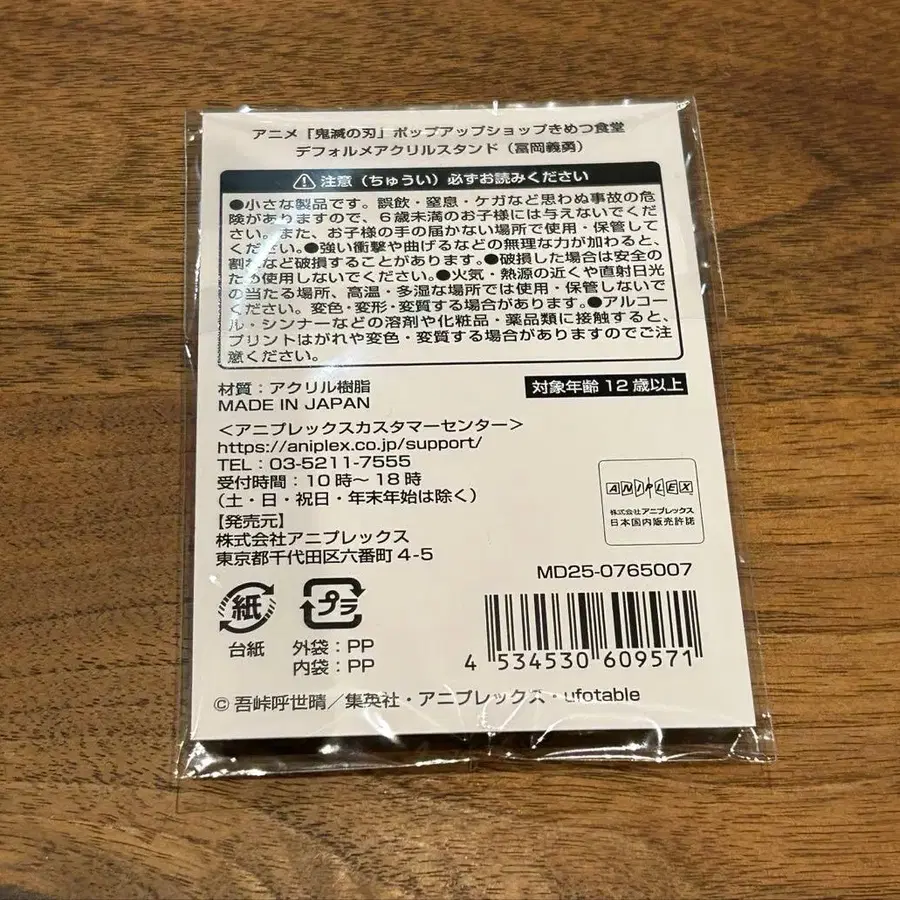 アニメ「鬼滅の刃」ポップアップショップきめつ食堂
デフォルメアクリルスタンド（冨岡義勇）
注意（ちゅうい）必ずお読みください
●小さな製品です。誤飲・窒息・ケガなど思わぬ事故の危
険がありますので、６歳未満のお子様には与えないでくだ
さい。また、お子様の手の届かない場所で使用・保管して
ください。●強い衝撃や曲げるなどの無理な力が加わると、
割れなど破損することがあります。●破損した場合は安全の
ため使用しないでください。●火気・熱源の近くや直射日光
の当たる場所、高温・多湿な場所では使用・保管しないで
ください。変色・変形・変質する場合があります。●アルコー
ル・シンナーなどの溶剤や化粧品・薬品類に接触すると、
プリントはがれや変色・変質する場合がありますのでご注
意ください。
材質：アクリル樹脂
対象年齢 12 歳以上
MADE IN JAPAN
＜アニプレックスカスタマーセンター＞
https://aniplex.co.jp/support/
TEL：03-5211-7555
受付時間：10時～18時
（土・日・祝日・年末年始は除く）
【発売元】
株式会社アニプレックス
東京都千代田区六番町 4-5
ANIPLEX
株式会社アニプレックス
日本国内販売許諾
MD25-0765007
紙
台紙
プラ
外袋：PP
内袋：PP
4 534530 609571
© 吾峠呼世晴／集英社・アニプレックス・ufotable